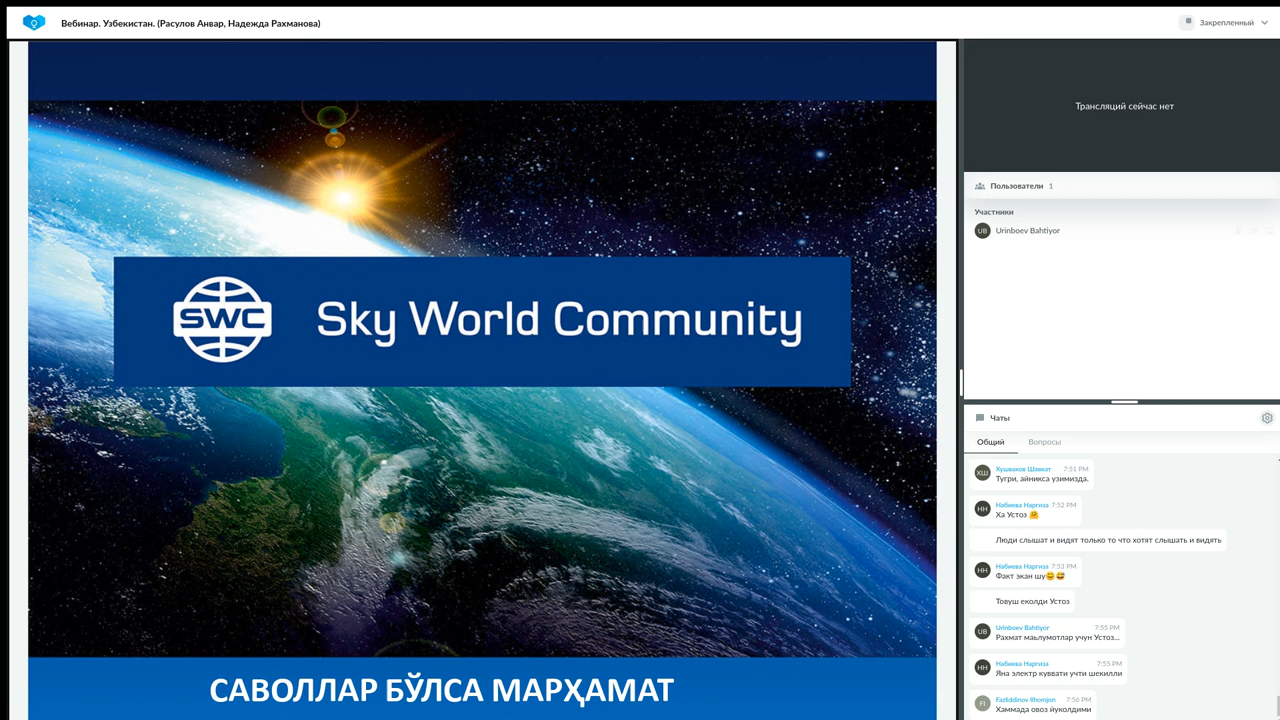 Вебинар. Узбекистан. (Расулов Анвар, Надежда Рахманова)
Закрепленный
Трансляций сейчас нет
Пользователи 1
Участники
UB Urinboev Bahtiyor
SWC Sky World Community
САВОЛЛАР БЎЛСА МАРҲАМАТ
Чаты
Общий Вопросы
ХШ Хушваков Шавкат 7:51 PM
Тугри, айникса узимизда.
НН Набиева Наргиза 7:52 PM
Ха Устоз 🤗
Люди слышат и видят только то что хотят слышать и видять
НН Набиева Наргиза 7:53 PM
Факт экан шу😊😅
Товуш еколди Устоз
UB Urinboev Bahtiyor 7:55 PM
Рахмат маьлумотлар учун Устоз...
НН Набиева Наргиза 7:55 PM
Яна электр куввати учти шекилли
FI Fazliddinov Ilhomjon 7:56 PM
Хаммада овоз йуколдими